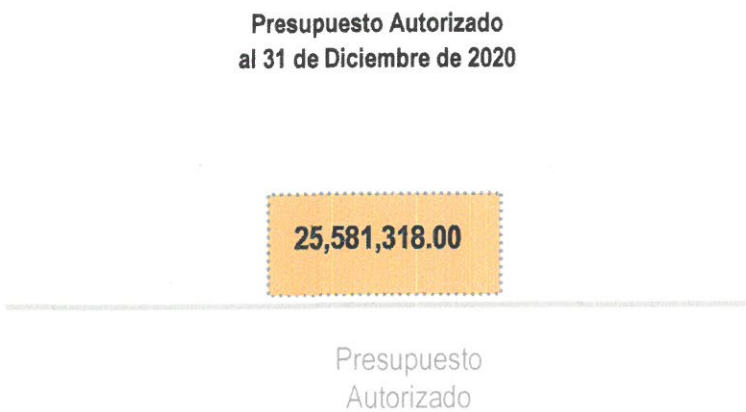 Presupuesto Autorizado
al 31 de Diciembre de 2020
25,581,318.00
Presupuesto
Autorizado